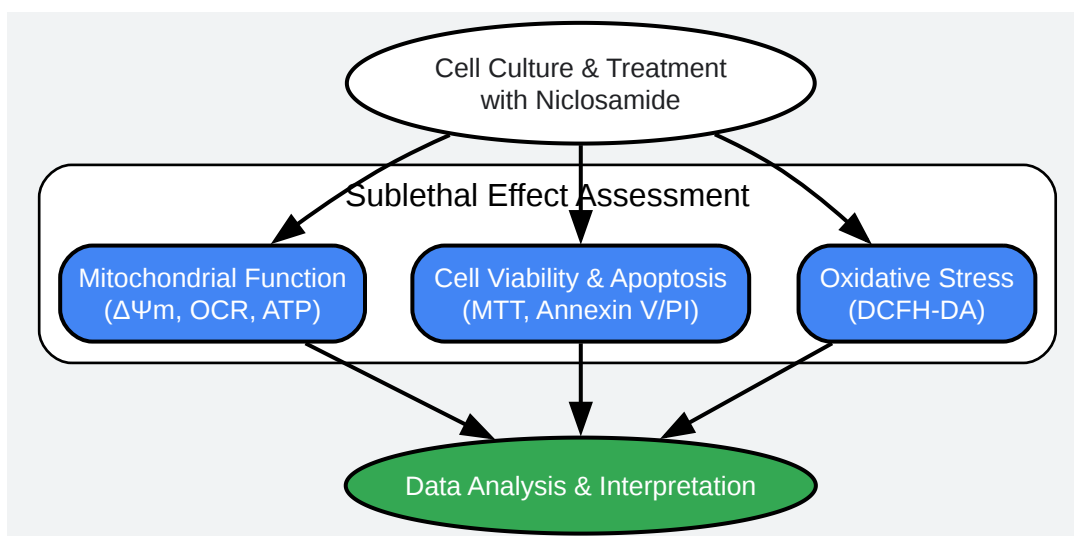 Cell Culture & Treatment
with Niclosamide
Sublethal Effect Assessment
Mitochondrial Function
(ΔΨm, OCR, ATP)
Cell Viability & Apoptosis
(MTT, Annexin V/PI)
Oxidative Stress
(DCFH-DA)
Data Analysis & Interpretation